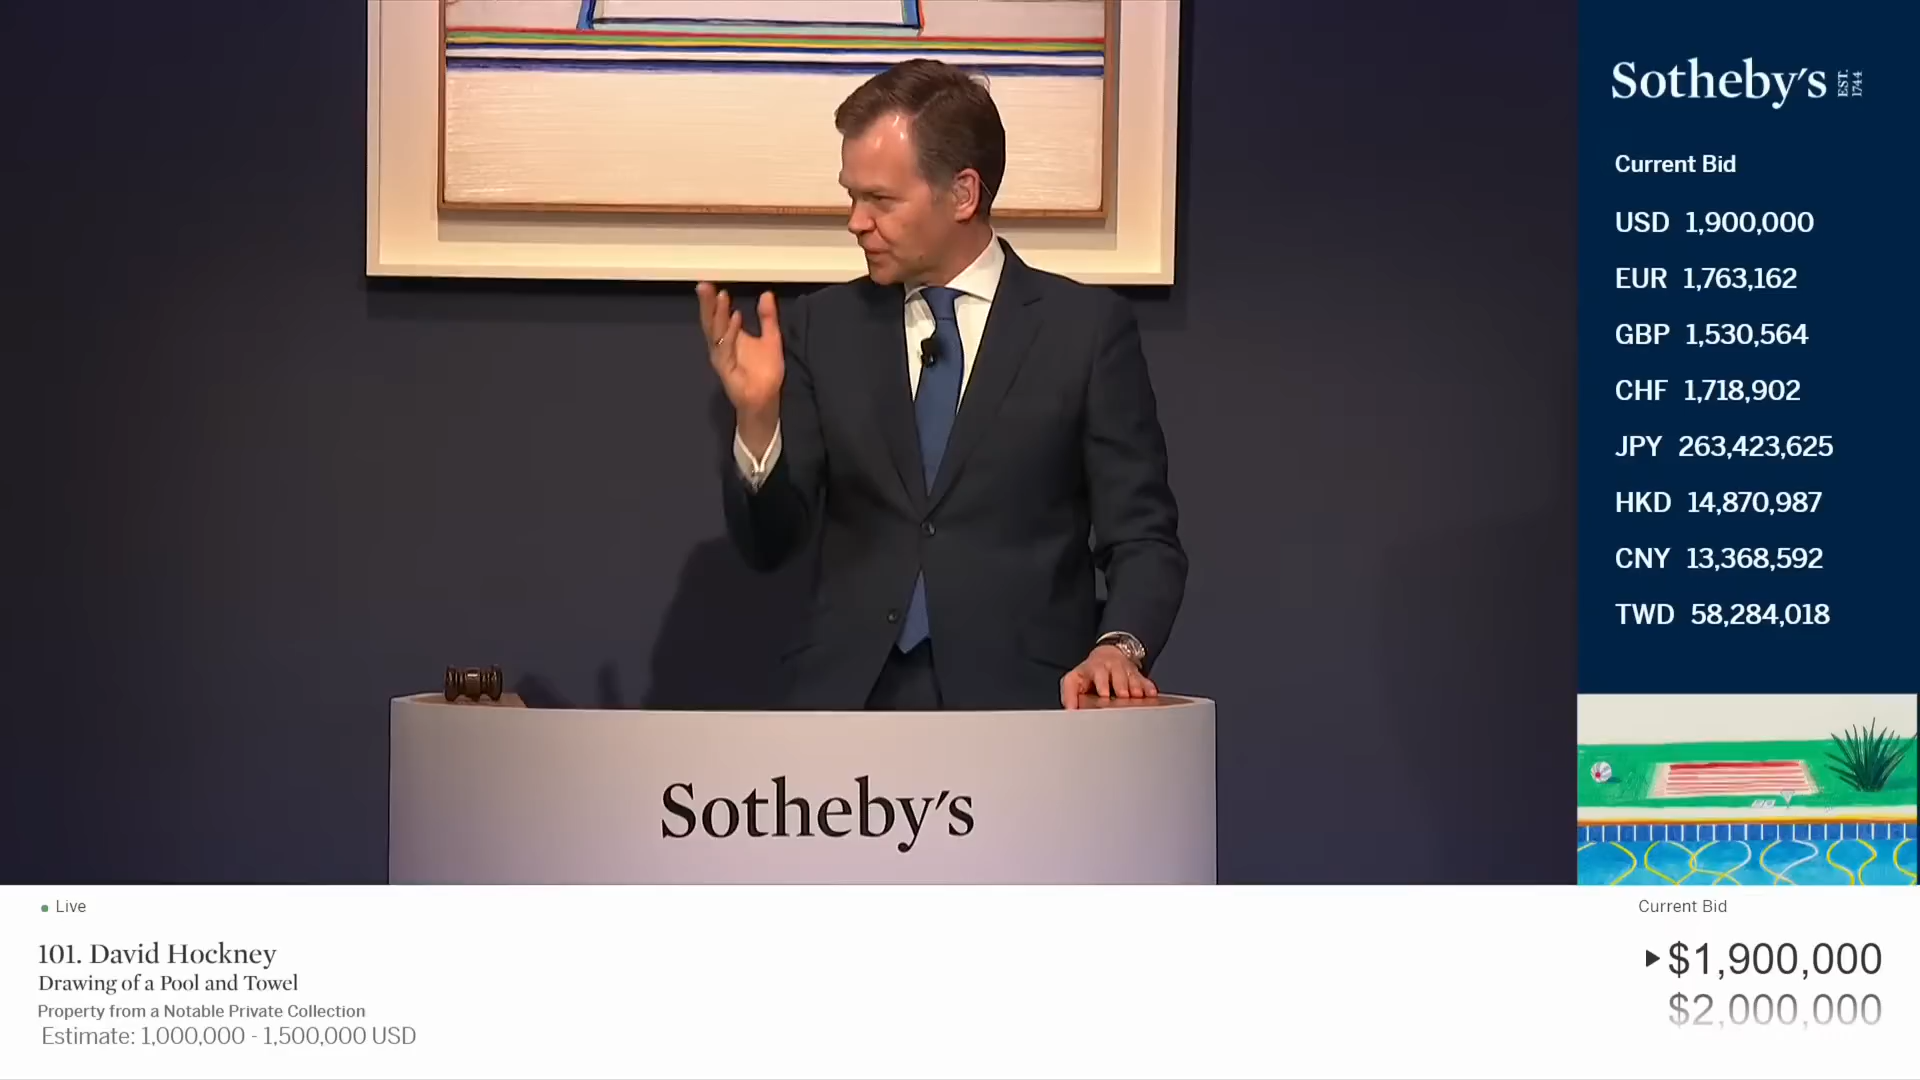 Sotheby's EST. 1744
Current Bid
USD 1,900,000
EUR 1,763,162
GBP 1,530,564
CHF 1,718,902
JPY 263,423,625
HKD 14,870,987
CNY 13,368,592
TWD 58,284,018
Sotheby's
Live
Current Bid
101. David Hockney
Drawing of a Pool and Towel
Property from a Notable Private Collection
Estimate: 1,000,000 - 1,500,000 USD
$1,900,000
$2,000,000